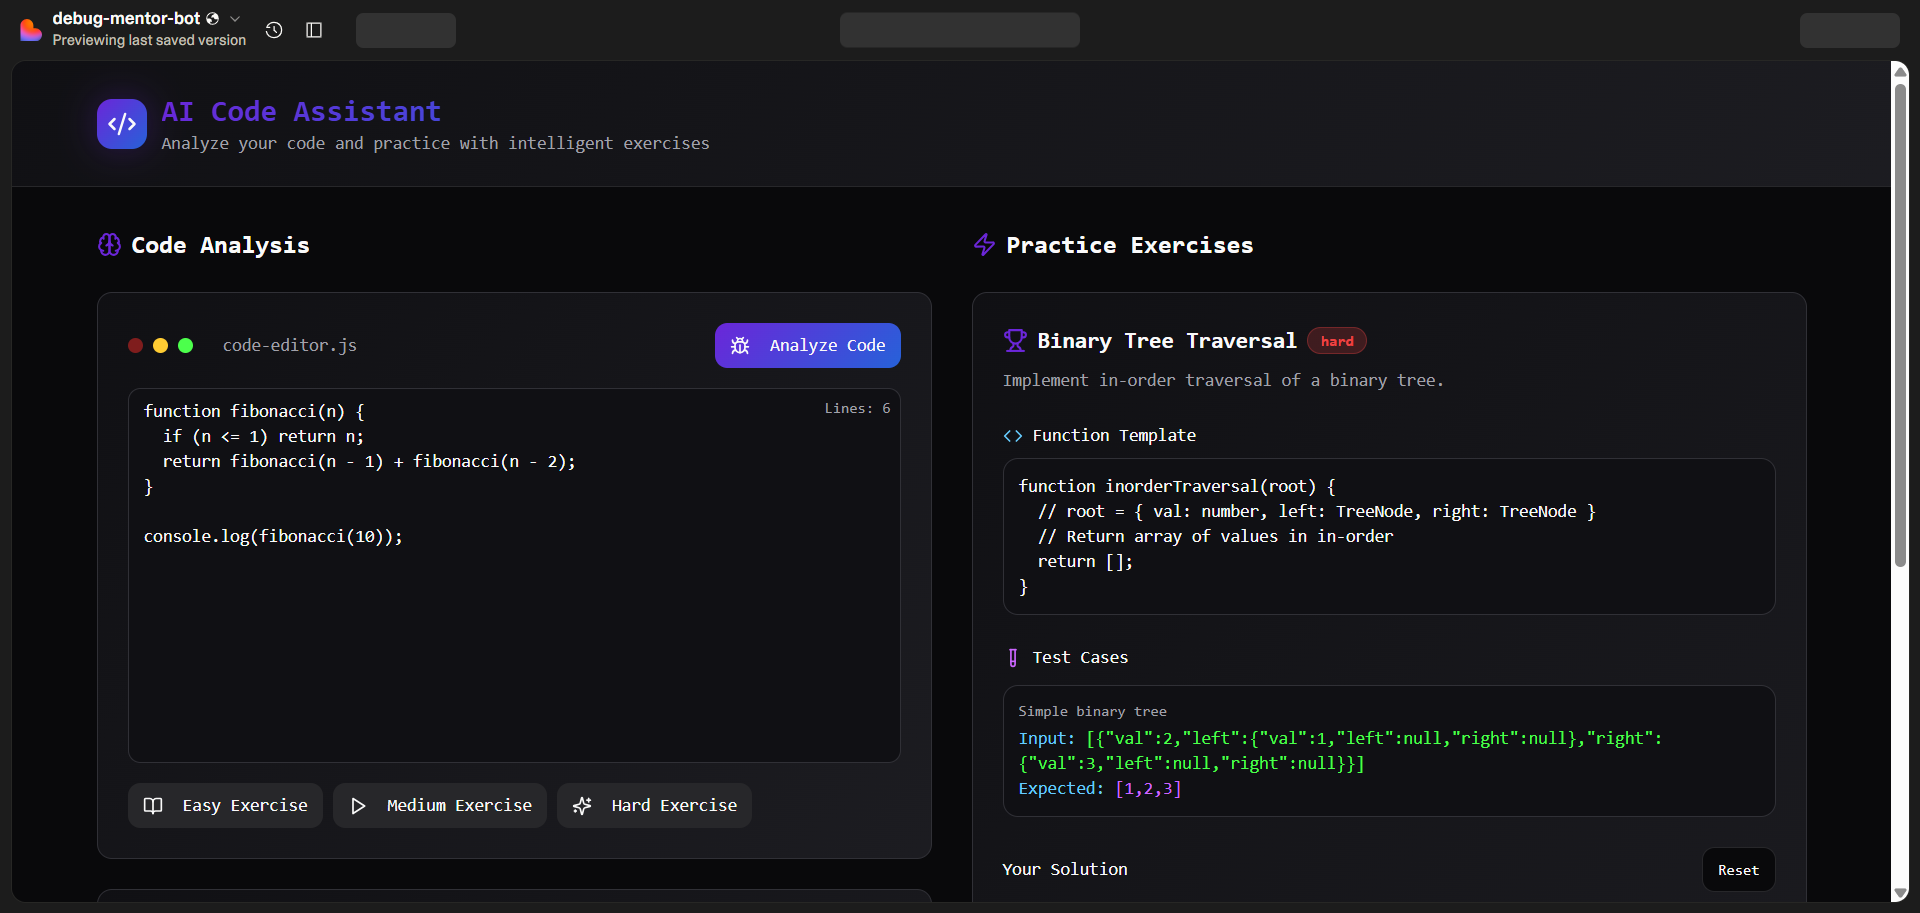 debug-mentor-bot
Previewing last saved version
AI Code Assistant
Analyze your code and practice with intelligent exercises
Code Analysis
code-editor.js
Analyze Code
Lines: 6
function fibonacci(n) {
  if (n <= 1) return n;
  return fibonacci(n - 1) + fibonacci(n - 2);
}
console.log(fibonacci(10));
Easy Exercise
Medium Exercise
Hard Exercise
Practice Exercises
Binary Tree Traversal
hard
Implement in-order traversal of a binary tree.
Function Template
function inorderTraversal(root) {
  // root = { val: number, left: TreeNode, right: TreeNode }
  // Return array of values in in-order
  return [];
}
Test Cases
Simple binary tree
Input: [{"val":2,"left":{"val":1,"left":null,"right":null},"right":
{"val":3,"left":null,"right":null}}]
Expected: [1,2,3]
Your Solution
Reset